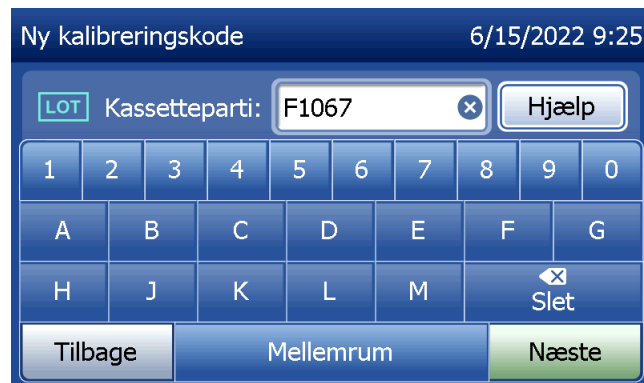 Ny kalibreringskode 6/15/2022 9:25
LOT Kassetteparti: F1067 Hjælp
1 2 3 4 5 6 7 8 9 0
A B C D E F G
H J K L M Slet
Tilbage Mellemrum Næste